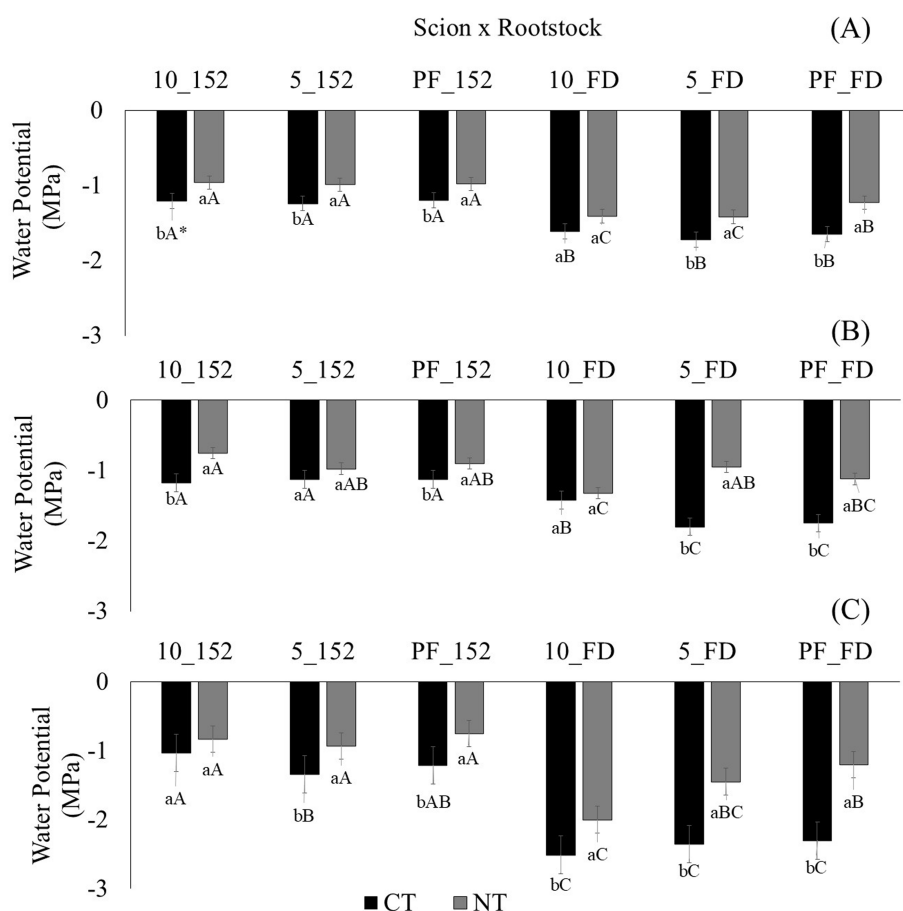 Scion x Rootstock (A)
10_152 5_152 PF_152 10_FD 5_FD PF_FD
0
-1
-2
-3
Water Potential
(MPa)
bA* aA bA aA bA aA aB aC bB aC bB aB
(B)
10_152 5_152 PF_152 10_FD 5_FD PF_FD
0
-1
-2
-3
Water Potential
(MPa)
bA aA aA aAB bA aAB aB aC bC aAB bC aBC
(C)
10_152 5_152 PF_152 10_FD 5_FD PF_FD
0
-1
-2
-3
Water Potential
(MPa)
aA aA bB aA bAB aA bC aC bC aBC bC aB
CT NT